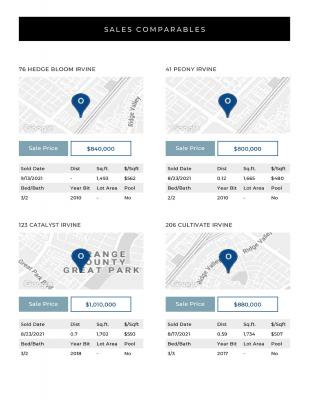 SALES COMPARABLES
76 HEDGE BLOOM IRVINE
Ridge Valley
Google
Sale Price $840,000
Sold Date Dist Sq.ft. $/Sqft
9/13/2021 - 1,493 $562
Bed/Bath Year Blt Lot Area Pool
3/2 2010 - No
41 PEONY IRVINE
Ridge Valley
Google
Sale Price $800,000
Sold Date Dist Sq.ft. $/Sqft
8/23/2021 0.12 1,665 $480
Bed/Bath Year Blt Lot Area Pool
3/2 2010 - No
123 CATALYST IRVINE
ORANGE
COUNTY
GREAT PARK
Great Park Blvd
Google
Sale Price $1,010,000
Sold Date Dist Sq.ft. $/Sqft
8/23/2021 0.7 1,702 $593
Bed/Bath Year Blt Lot Area Pool
3/2 2018 - No
206 CULTIVATE IRVINE
Ridge Valley
Ridge Valley
Google
Sale Price $880,000
Sold Date Dist Sq.ft. $/Sqft
8/17/2021 0.59 1,734 $507
Bed/Bath Year Blt Lot Area Pool
3/3 2017 - No